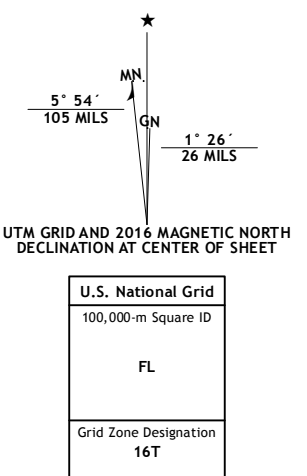 MN.
5° 54´
105 MILS
GN
1° 26´
26 MILS
UTM GRID AND 2016 MAGNETIC NORTH
DECLINATION AT CENTER OF SHEET
U.S. National Grid
100,000-m Square ID
FL
Grid Zone Designation
16T